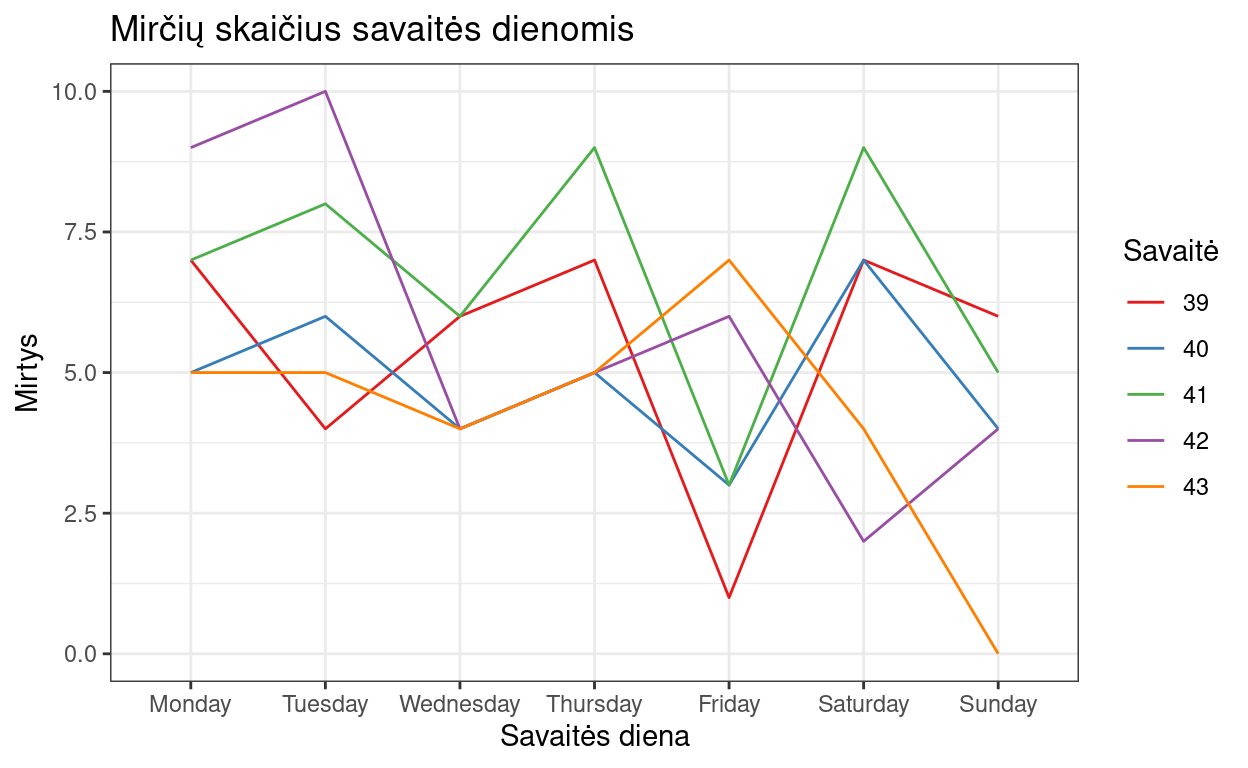 Mirčių skaičius savaitės dienomis
Mirtys
10.0
7.5
5.0
2.5
0.0
Monday Tuesday Wednesday Thursday Friday Saturday Sunday
Savaitės diena
Savaitė
39
40
41
42
43